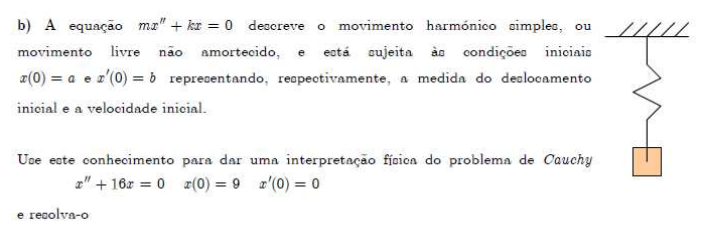 b) A equação mx″ + kx = 0 descreve o movimento harmónico simples, ou
movimento livre não amortecido, e está sujeita às condições iniciais
x(0) = a e x′(0) = b representando, respectivamente, a medida do deslocamento
inicial e a velocidade inicial.
Use este conhecimento para dar uma interpretação física do problema de Cauchy
x″ + 16x = 0 x(0) = 9 x′(0) = 0
e resolva-o